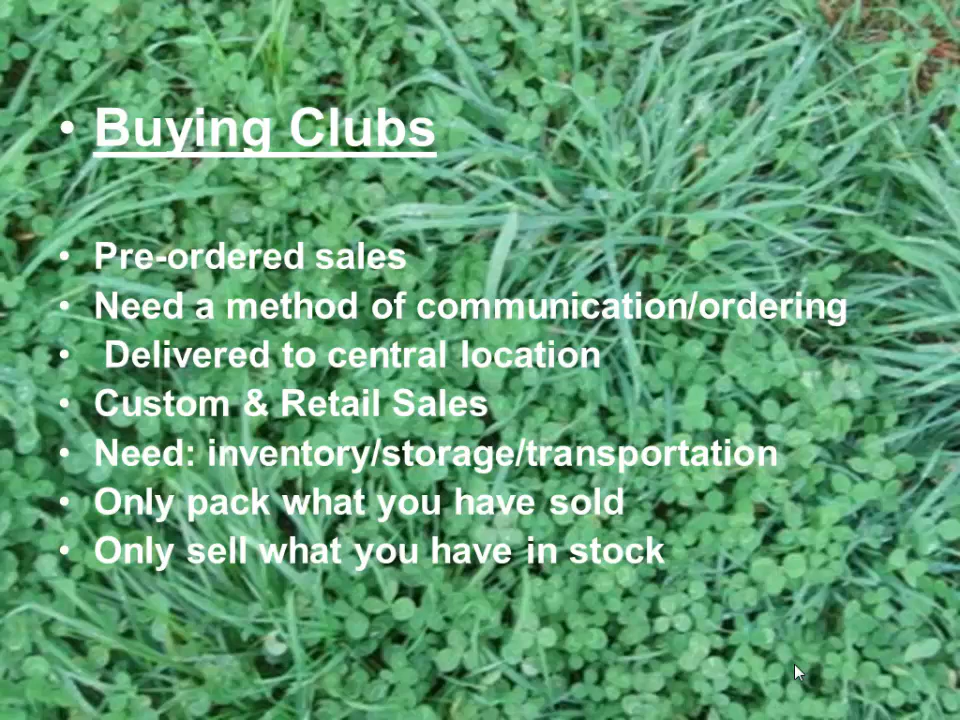 • Buying Clubs
• Pre-ordered sales
• Need a method of communication/ordering
• Delivered to central location
• Custom & Retail Sales
• Need: inventory/storage/transportation
• Only pack what you have sold
• Only sell what you have in stock